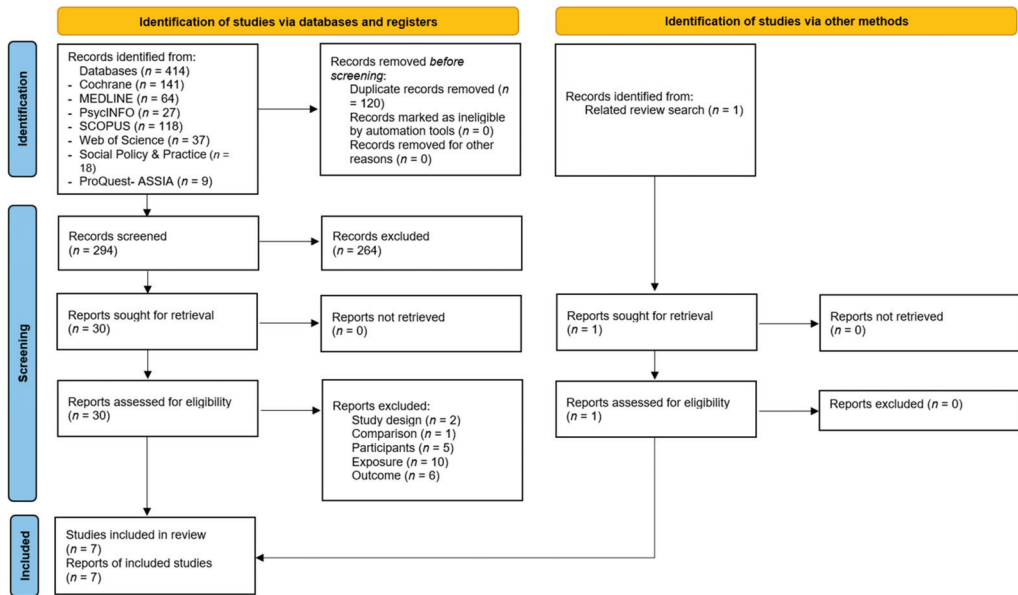 Identification of studies via databases and registers
Identification of studies via other methods
Identification
Records identified from:
Databases (n = 414)
- Cochrane (n = 141)
- MEDLINE (n = 64)
- PsycINFO (n = 27)
- SCOPUS (n = 118)
- Web of Science (n = 37)
- Social Policy & Practice (n =
18)
- ProQuest- ASSIA (n = 9)
Records removed before
screening:
Duplicate records removed (n
= 120)
Records marked as ineligible
by automation tools (n = 0)
Records removed for other
reasons (n = 0)
Records identified from:
Related review search (n = 1)
Screening
Records screened
(n = 294)
Records excluded
(n = 264)
Reports sought for retrieval
(n = 30)
Reports not retrieved
(n = 0)
Reports sought for retrieval
(n = 1)
Reports not retrieved
(n = 0)
Reports assessed for eligibility
(n = 30)
Reports excluded:
Study design (n = 2)
Comparison (n = 1)
Participants (n = 5)
Exposure (n = 10)
Outcome (n = 6)
Reports assessed for eligibility
(n = 1)
Reports excluded (n = 0)
Included
Studies included in review
(n = 7)
Reports of included studies
(n = 7)